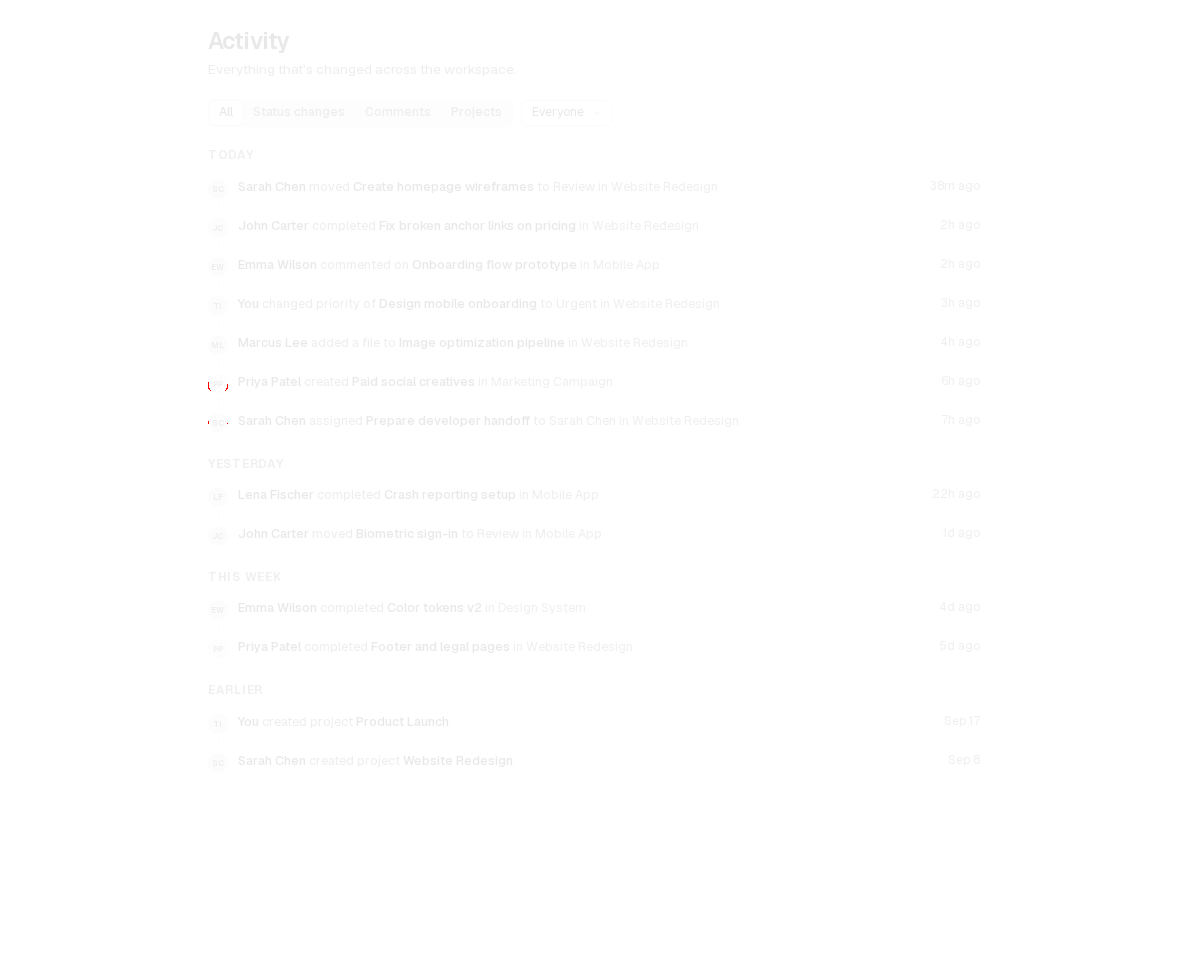 Activity
Everything that's changed across the workspace.
All Status changes Comments Projects Everyone
TODAY
SC Sarah Chen moved Create homepage wireframes to Review in Website Redesign 38m ago
JC John Carter completed Fix broken anchor links on pricing in Website Redesign 2h ago
EW Emma Wilson commented on Onboarding flow prototype in Mobile App 2h ago
TI You changed priority of Design mobile onboarding to Urgent in Website Redesign 3h ago
ML Marcus Lee added a file to Image optimization pipeline in Website Redesign 4h ago
PP Priya Patel created Paid social creatives in Marketing Campaign 6h ago
SC Sarah Chen assigned Prepare developer handoff to Sarah Chen in Website Redesign 7h ago
YESTERDAY
LF Lena Fischer completed Crash reporting setup in Mobile App 22h ago
JC John Carter moved Biometric sign-in to Review in Mobile App 1d ago
THIS WEEK
EW Emma Wilson completed Color tokens v2 in Design System 4d ago
PP Priya Patel completed Footer and legal pages in Website Redesign 5d ago
EARLIER
TI You created project Product Launch Sep 17
SC Sarah Chen created project Website Redesign Sep 8